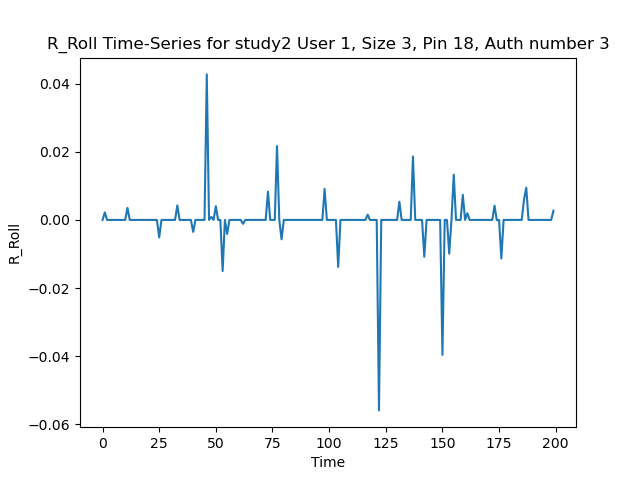 R_Roll Time-Series for study2 User 1, Size 3, Pin 18, Auth number 3
0.04
0.02
0.00
−0.02
−0.04
−0.06
R_Roll
0 25 50 75 100 125 150 175 200
Time